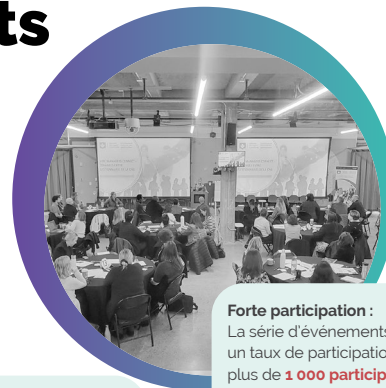 ts
Forte participation :
La série d'événements
un taux de participatio
plus de 1 000 particip